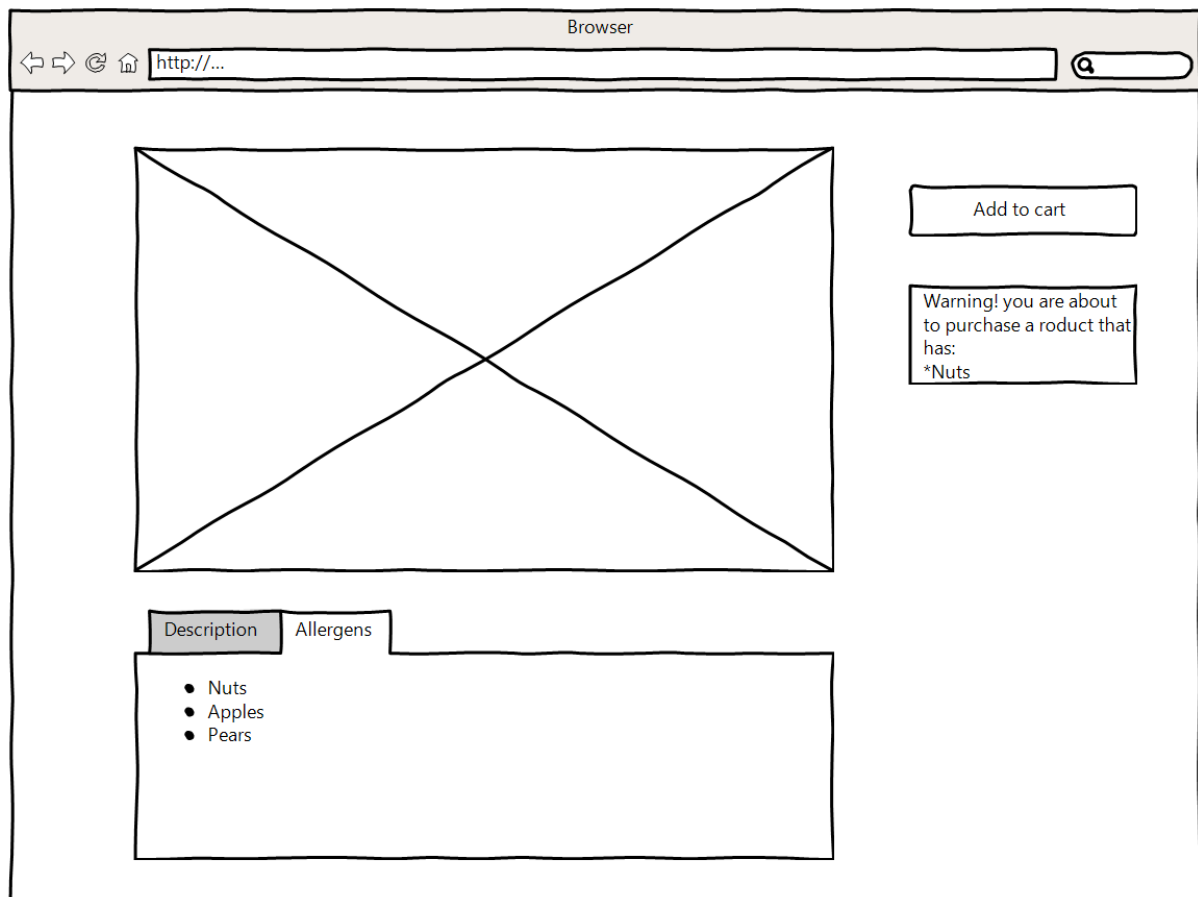 Browser
http://...
Add to cart
Warning! you are about
to purchase a roduct that
has:
*Nuts
Description
Allergens
Nuts
Apples
Pears